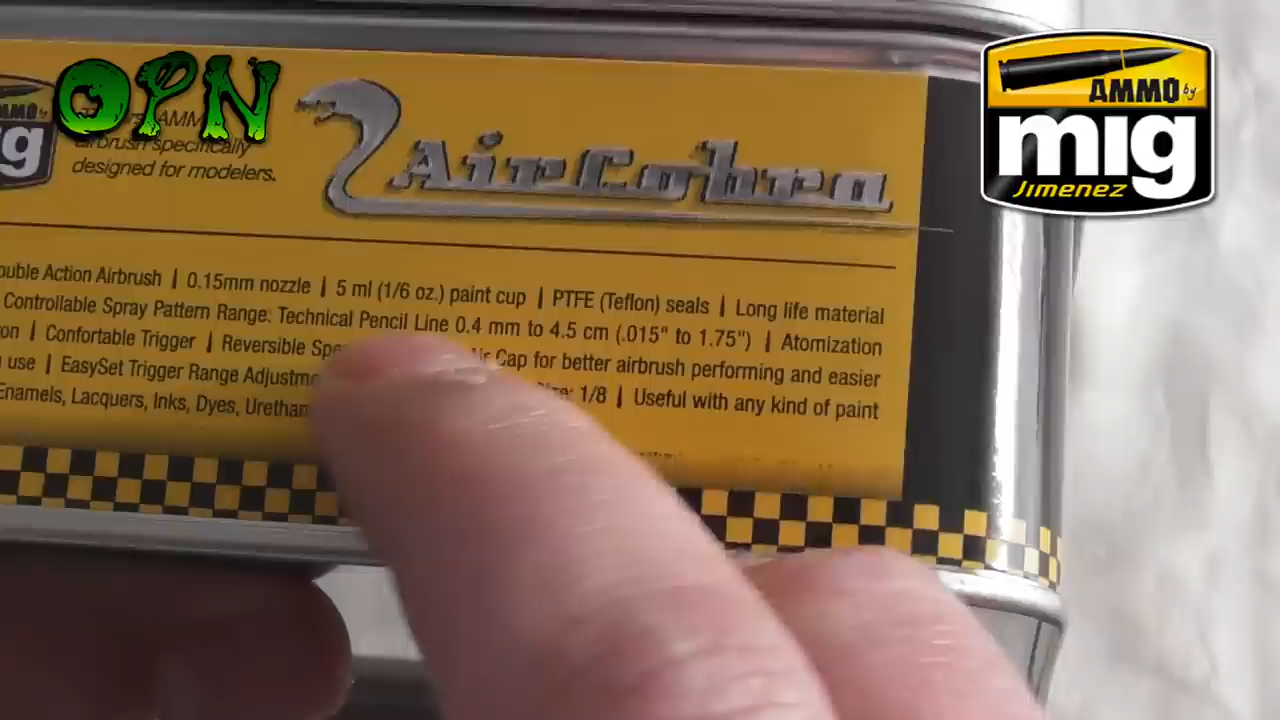 OPN
AMMO by
mig
Jimenez
AMM
airbrush specifically
designed for modelers.
AirCobra
ouble Action Airbrush | 0.15mm nozzle | 5 ml (1/6 oz.) paint cup | PTFE (Teflon) seals | Long life material
Controllable Spray Pattern Range: Technical Pencil Line 0.4 mm to 4.5 cm (.015" to 1.75") | Atomization
on | Confortable Trigger | Reversible Spe Air Cap for better airbrush performing and easier
use | EasySet Trigger Range Adjustme 1/8 | Useful with any kind of paint
Enamels, Lacquers, Inks, Dyes, Urethan